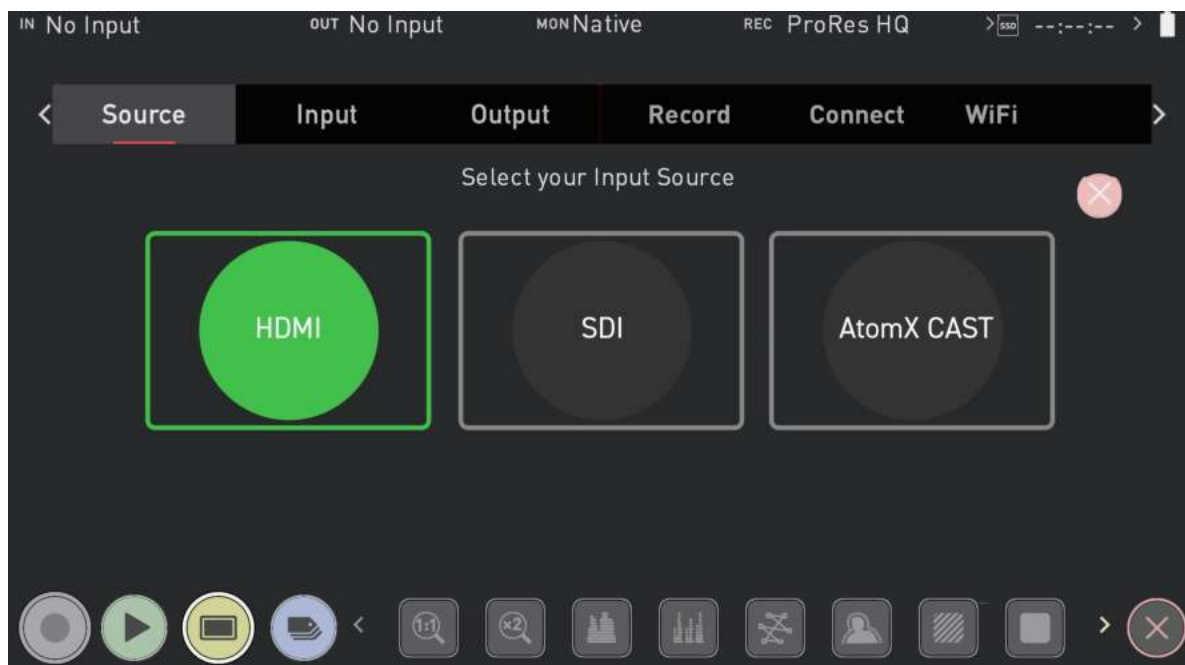 IN No Input OUT No Input MON Native REC ProRes HQ > SSD --:--:-- >
< Source Input Output Record Connect WiFi >
Select your Input Source
HDMI SDI AtomX CAST
< 1:1 x2 >